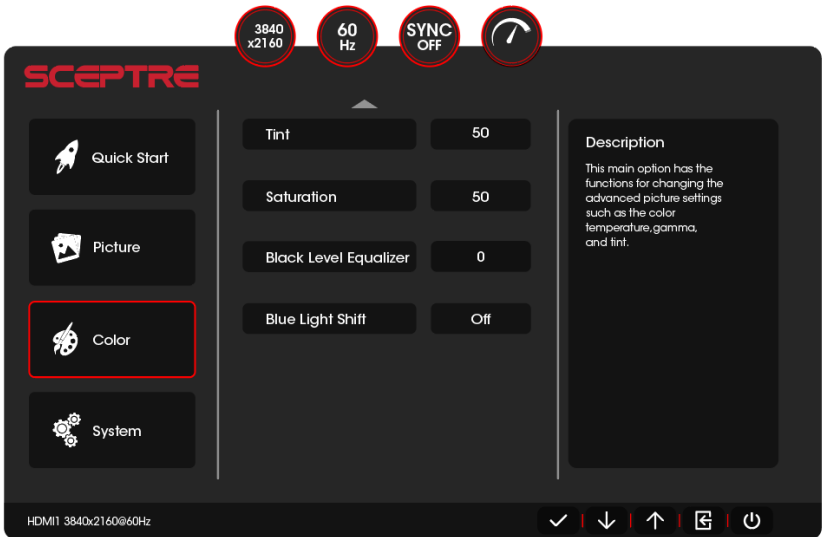 3840
x2160
60
Hz
SYNC
OFF
SCEPTRE
Quick Start
Picture
Color
System
Tint 50
Saturation 50
Black Level Equalizer 0
Blue Light Shift Off
Description
This main option has the
functions for changing the
advanced picture settings
such as the color
temperature,gamma,
and tint.
HDMI1 3840x2160@60Hz